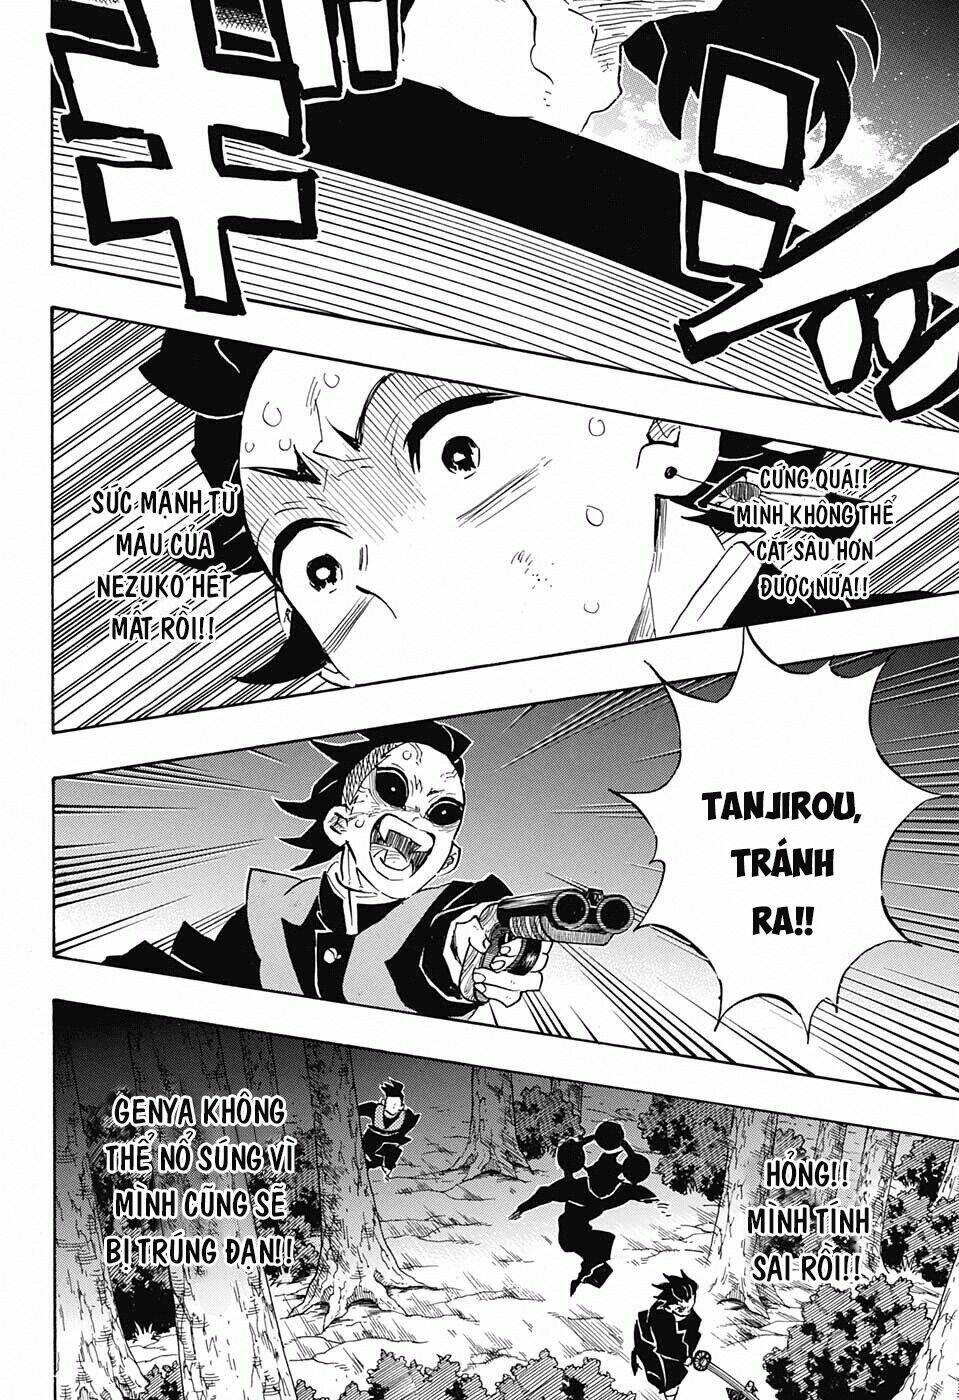 ギ
CỨNG QUÁ!!
MÌNH KHÔNG THỂ
CẮT SÂU HƠN
ĐƯỢC NỮA!!
SỨC MẠNH TỪ
MÁU CỦA
NEZUKO HẾT
MẤT RỒI!!
TANJIROU,
TRÁNH
RA!!
HỎNG!!
MÌNH TÍNH
SAI RỒI!!
GENYA KHÔNG
THỂ NỔ SÚNG VÌ
MÌNH CŨNG SẼ
BỊ TRÚNG ĐẠN!!